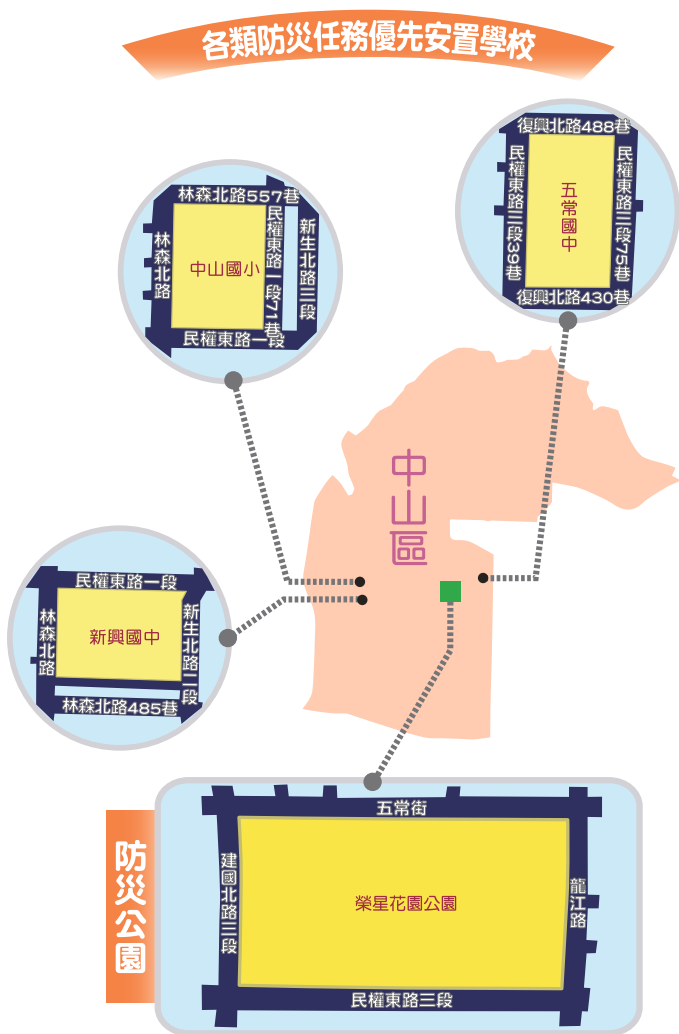 各類防災任務優先安置學校
復興北路488巷
民權東路三段39巷
五常國中
民權東路三段75巷
復興北路430巷
林森北路557巷
林森北路
中山國小
民權東路一段71巷
新生北路三段
民權東路一段
中山區
民權東路一段
林森北路
新興國中
新生北路二段
林森北路485巷
防災公園
五常街
建國北路三段
榮星花園公園
龍江路
民權東路三段